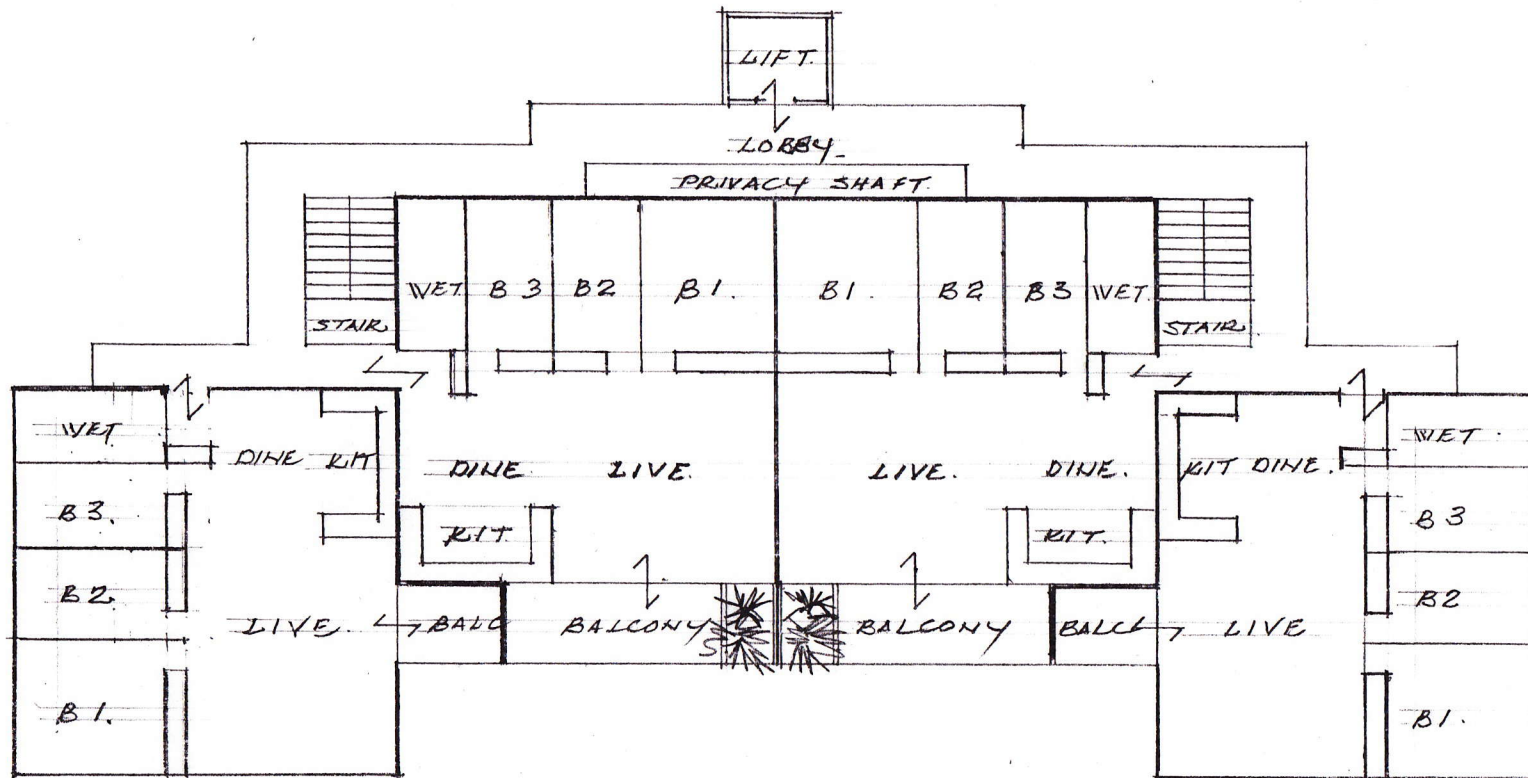 LIFT.
LOBBY
PRIVACY SHAFT.
WET. B3 B2 B1. B1. B2 B3 WET.
STAIR STAIR
WET DINE KIT DINE LIVE. LIVE. DINE. KIT DINE. WET.
B3. KIT. KIT. B3
B2. B2
LIVE. BALC BALCONY BALCONY BALC LIVE
B1. B1.